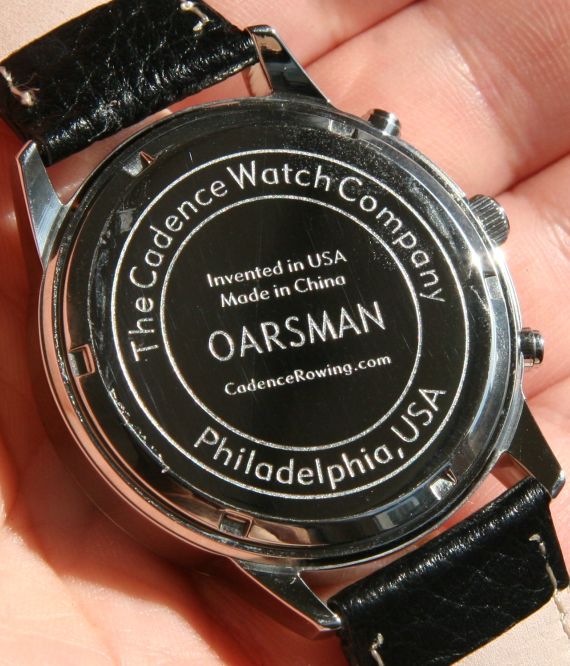 The Cadence Watch Company
Invented in USA
Made in China
OARSMAN
CadenceRowing.com
Philadelphia, USA